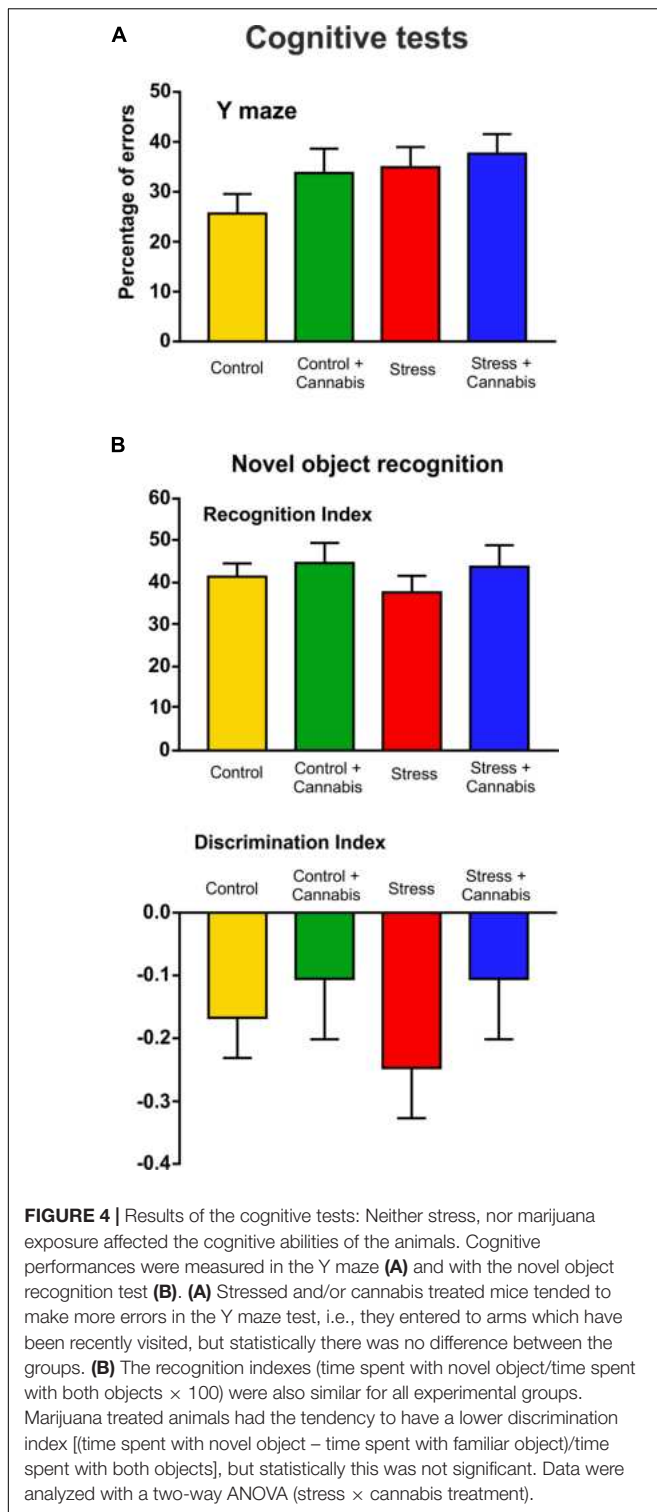 A
Cognitive tests
Y maze
Percentage of errors
50
40
30
20
10
0
Control
Control +
Cannabis
Stress
Stress +
Cannabis
B
Novel object recognition
Recognition Index
60
50
40
30
20
10
0
Control
Control +
Cannabis
Stress
Stress +
Cannabis
Discrimination Index
Control
Control +
Cannabis
Stress
Stress +
Cannabis
0.0
-0.1
-0.2
-0.3
-0.4
FIGURE 4 | Results of the cognitive tests: Neither stress, nor marijuana
exposure affected the cognitive abilities of the animals. Cognitive
performances were measured in the Y maze (A) and with the novel object
recognition test (B). (A) Stressed and/or cannabis treated mice tended to
make more errors in the Y maze test, i.e., they entered to arms which have
been recently visited, but statistically there was no difference between the
groups. (B) The recognition indexes (time spent with novel object/time spent
with both objects × 100) were also similar for all experimental groups.
Marijuana treated animals had the tendency to have a lower discrimination
index [(time spent with novel object – time spent with familiar object)/time
spent with both objects], but statistically this was not significant. Data were
analyzed with a two-way ANOVA (stress × cannabis treatment).